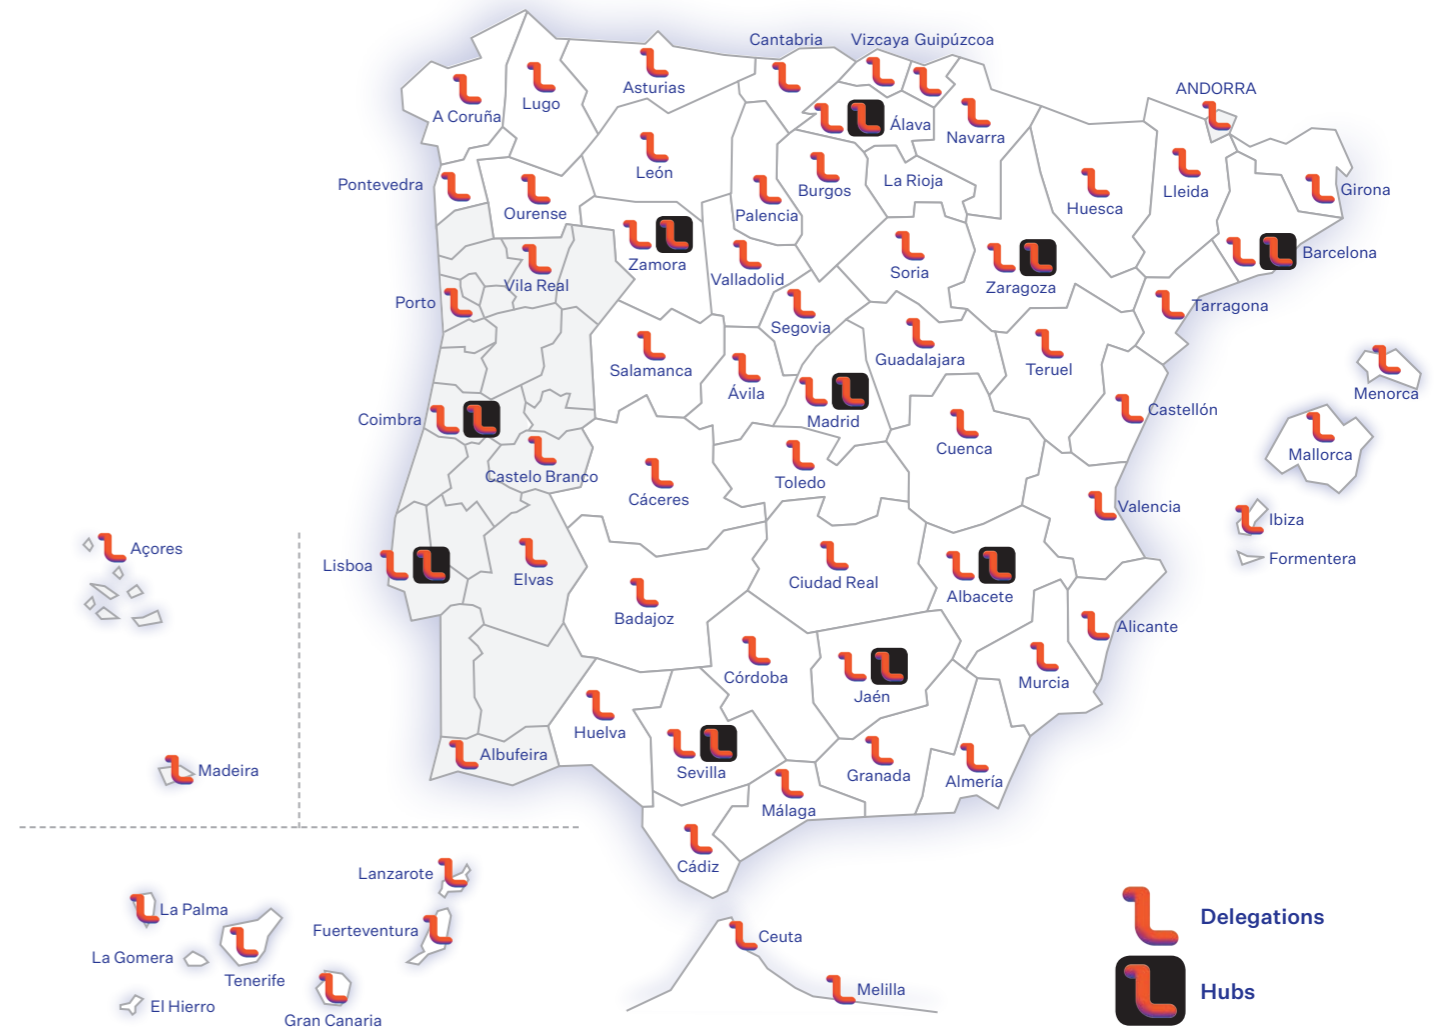 Cantabria
Vizcaya
Guipúzcoa
Asturias
Lugo
A Coruña
ANDORRA
Álava
Navarra
León
Pontevedra
Ourense
Palencia
Burgos
La Rioja
Huesca
Lleida
Girona
Zamora
Valladolid
Soria
Zaragoza
Barcelona
Vila Real
Porto
Segovia
Tarragona
Salamanca
Ávila
Guadalajara
Teruel
Madrid
Menorca
Coimbra
Castellón
Cuenca
Mallorca
Castelo Branco
Cáceres
Toledo
Valencia
Ibiza
Açores
Formentera
Lisboa
Elvas
Ciudad Real
Albacete
Badajoz
Alicante
Córdoba
Jaén
Murcia
Huelva
Albufeira
Sevilla
Granada
Almería
Madeira
Málaga
Cádiz
Lanzarote
La Palma
Fuerteventura
La Gomera
Tenerife
El Hierro
Gran Canaria
Ceuta
Melilla
Delegations
Hubs